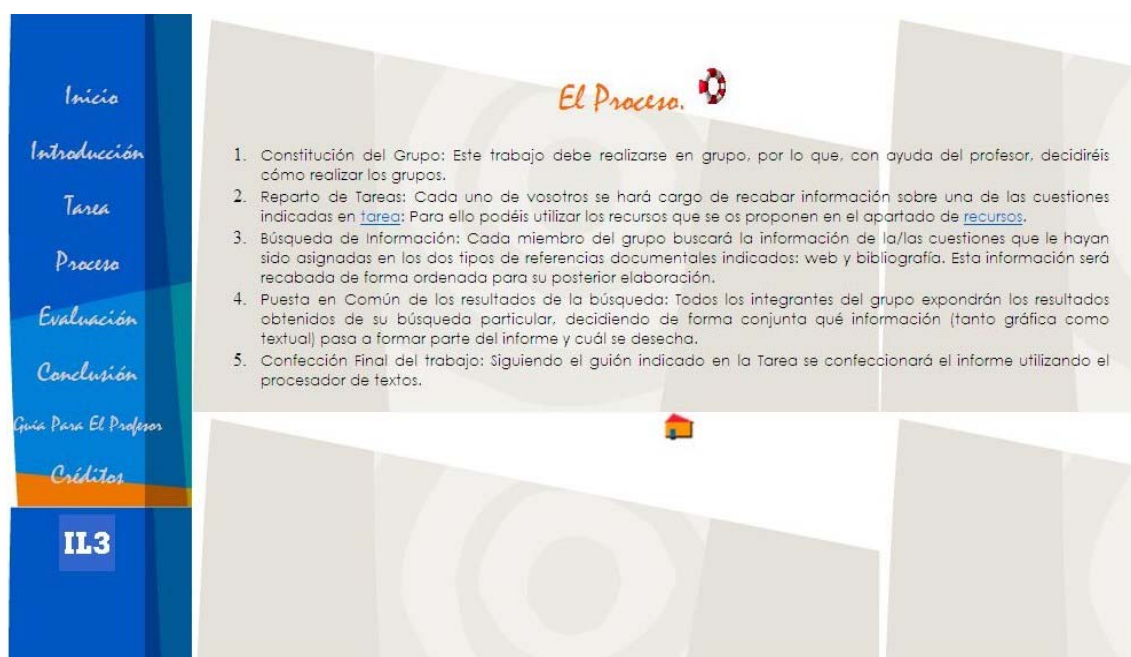 Inicio
Introducción
Tarea
Proceso
Evaluación
Conclusión
Guía Para El Profesor
Créditos
IL3
El Proceso.
1. Constitución del Grupo: Este trabajo debe realizarse en grupo, por lo que, con ayuda del profesor, decidiréis
cómo realizar los grupos.
2. Reparto de Tareas: Cada uno de vosotros se hará cargo de recabar información sobre una de las cuestiones
indicadas en tarea: Para ello podéis utilizar los recursos que se os proponen en el apartado de recursos.
3. Búsqueda de Información: Cada miembro del grupo buscará la información de la/las cuestiones que le hayan
sido asignadas en los dos tipos de referencias documentales indicados: web y bibliografía. Esta información será
recabada de forma ordenada para su posterior elaboración.
4. Puesta en Común de los resultados de la búsqueda: Todos los integrantes del grupo expondrán los resultados
obtenidos de su búsqueda particular, decidiendo de forma conjunta qué información (tanto gráfica como
textual) pasa a formar parte del informe y cuál se desecha.
5. Confección Final del trabajo: Siguiendo el guión indicado en la Tarea se confeccionará el informe utilizando el
procesador de textos.